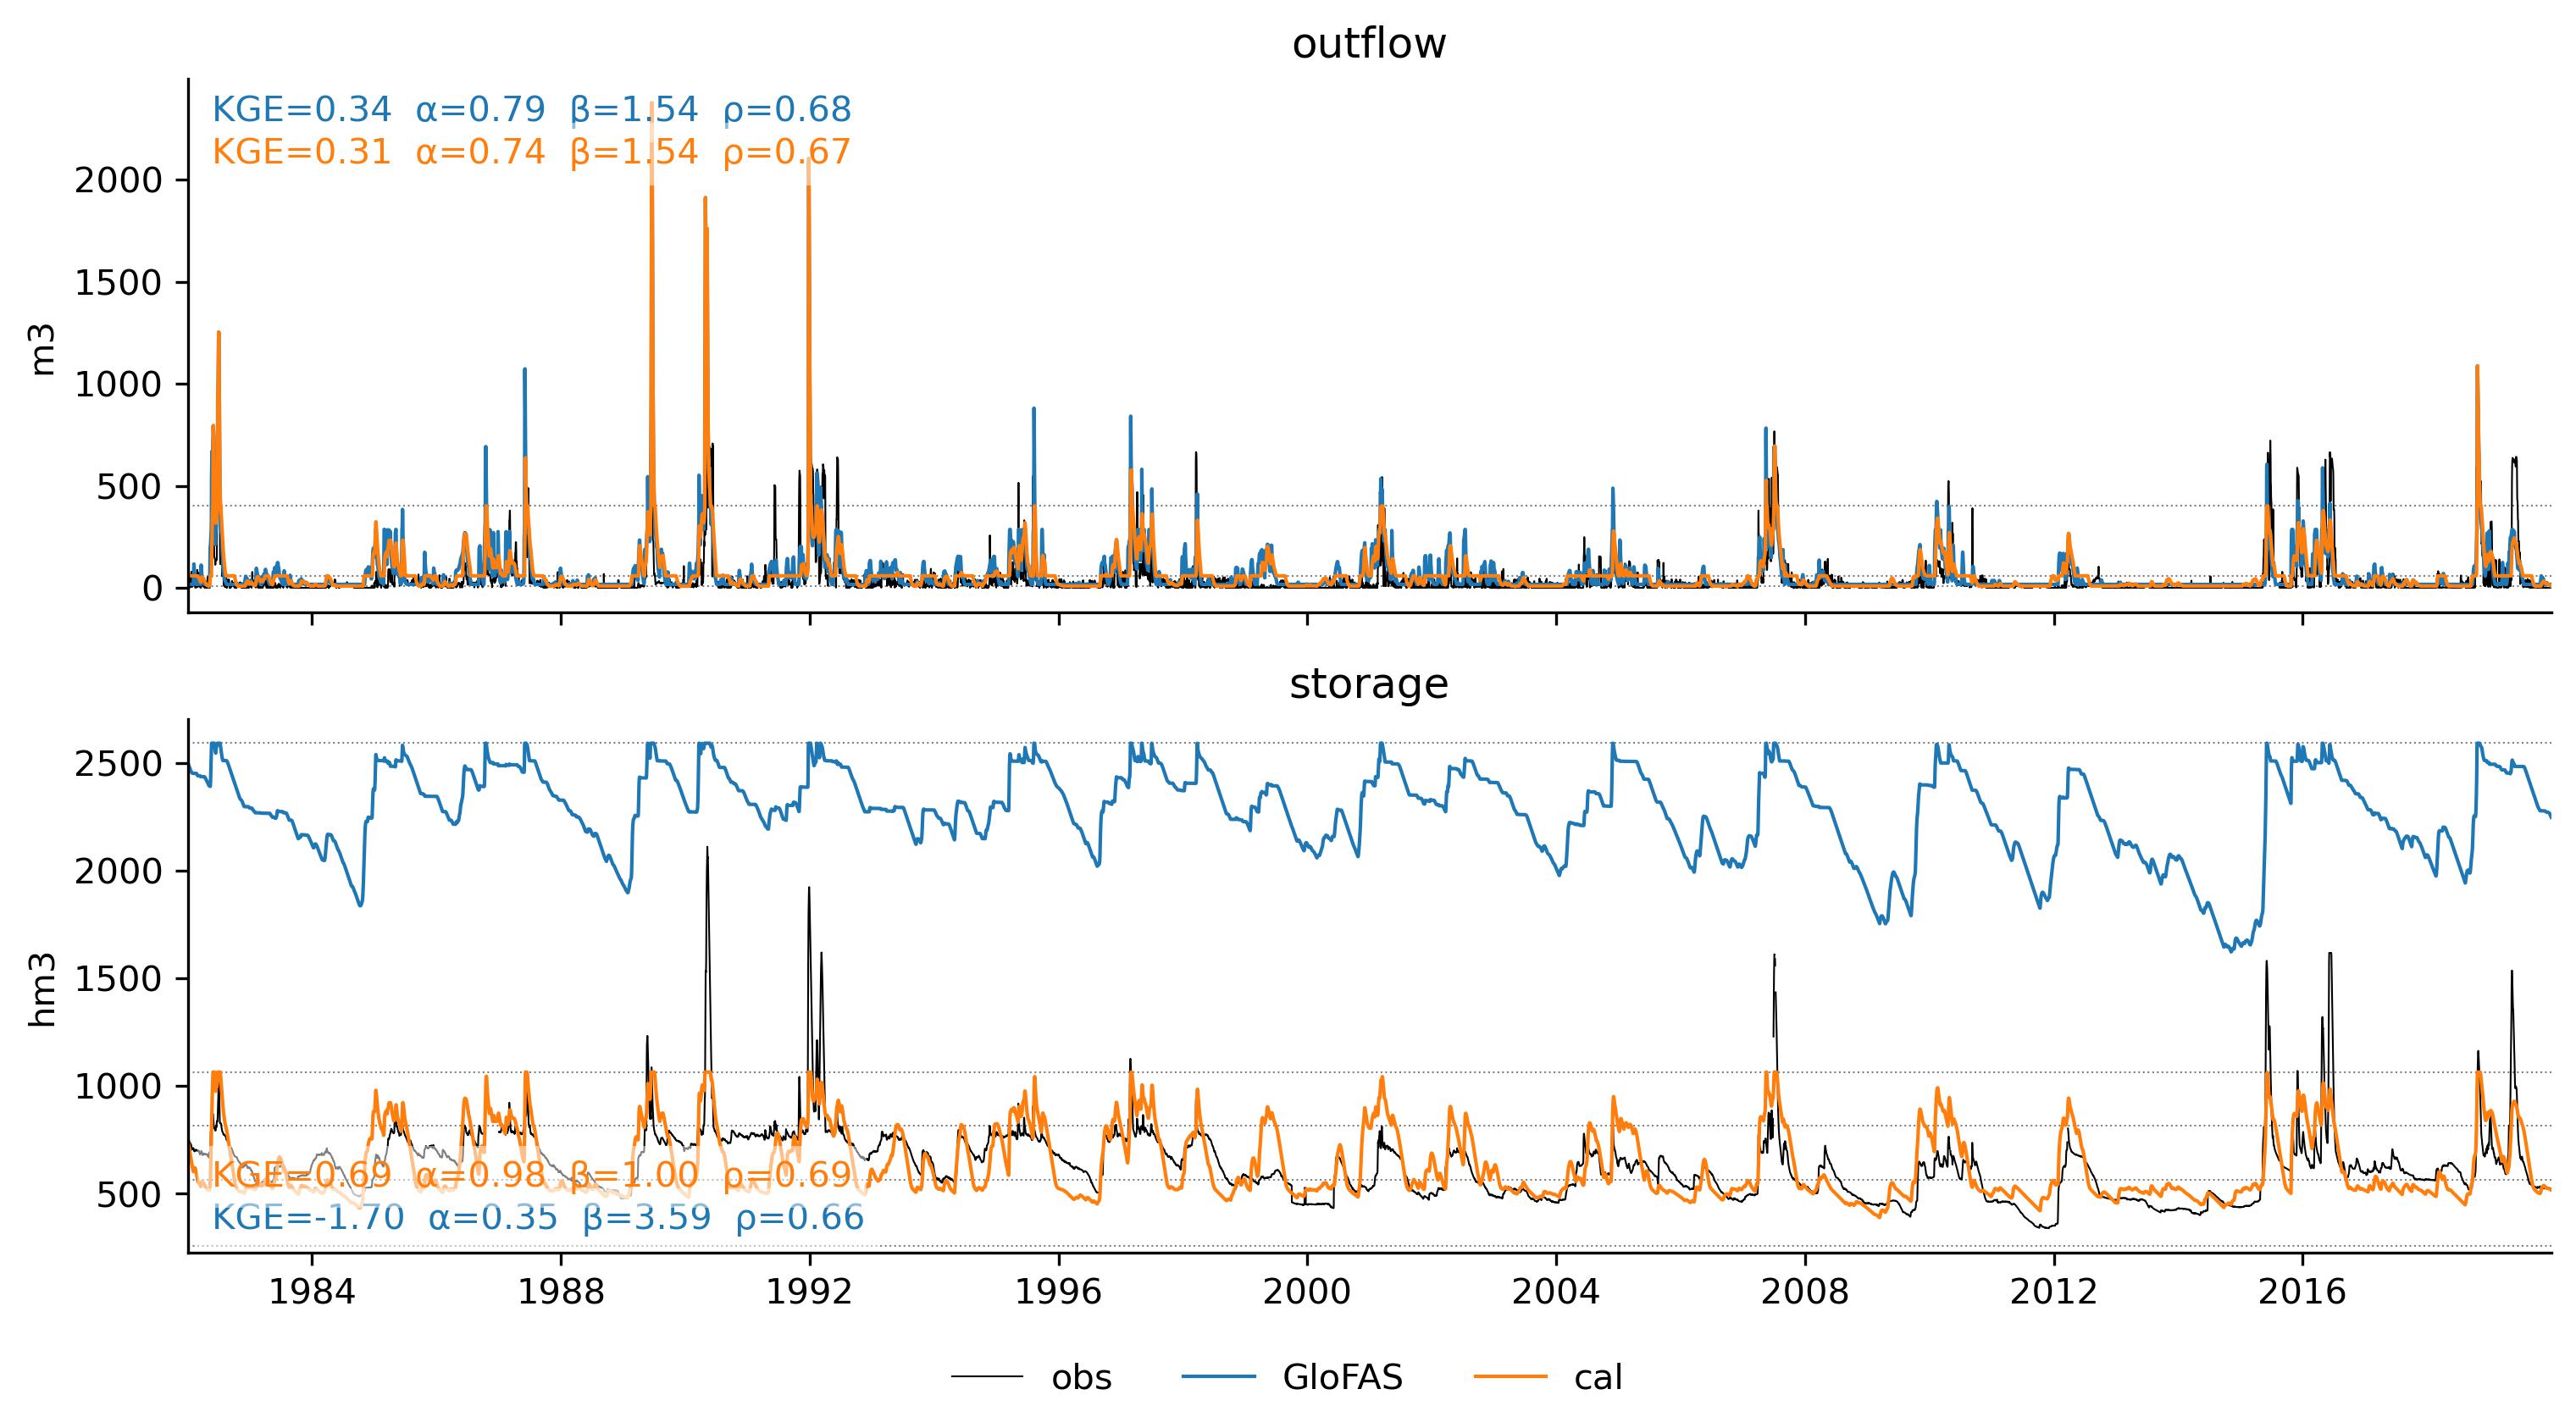 outflow
KGE=0.34 α=0.79 β=1.54 ρ=0.68
KGE=0.31 α=0.74 β=1.54 ρ=0.67
2000
1500
1000
500
0
m3
storage
2500
2000
1500
1000
500
hm3
KGE=0.69 α=0.98 β=1.00 ρ=0.69
KGE=-1.70 α=0.35 β=3.59 ρ=0.66
1984 1988 1992 1996 2000 2004 2008 2012 2016
obs GloFAS cal